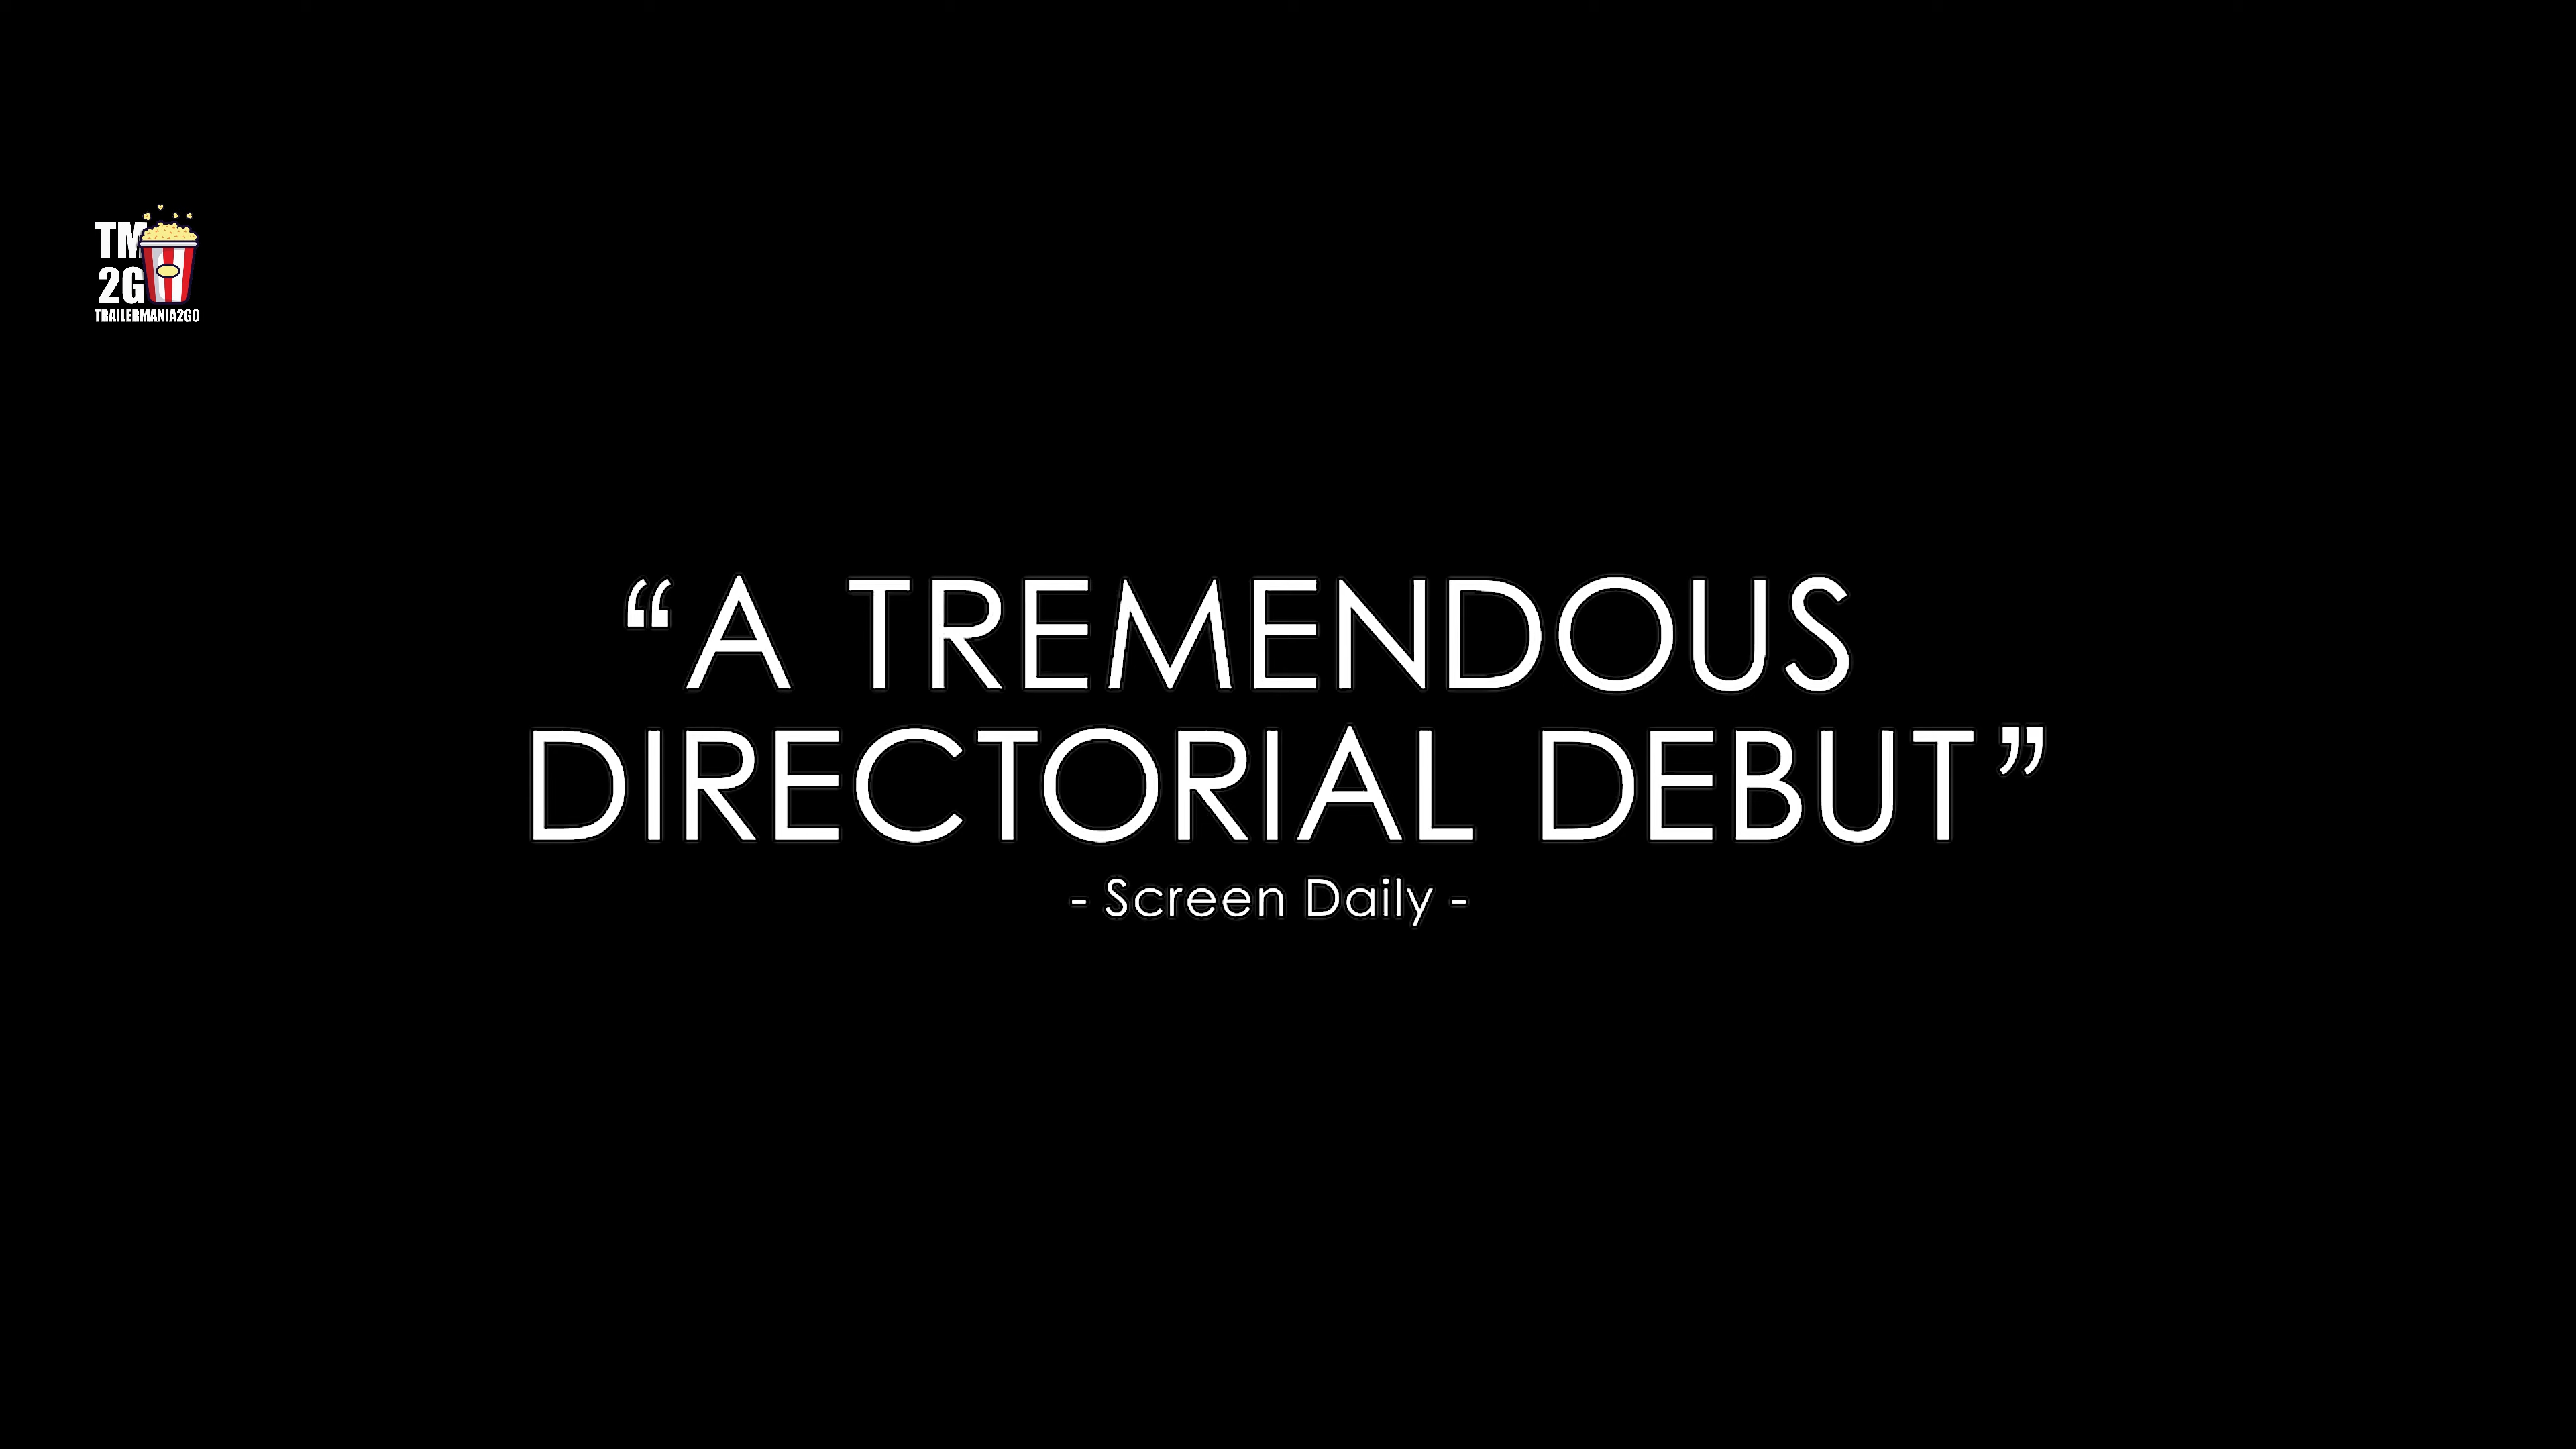 TM
2G
TRAILERMANIA2GO
“A TREMENDOUS
DIRECTORIAL DEBUT”
- Screen Daily -